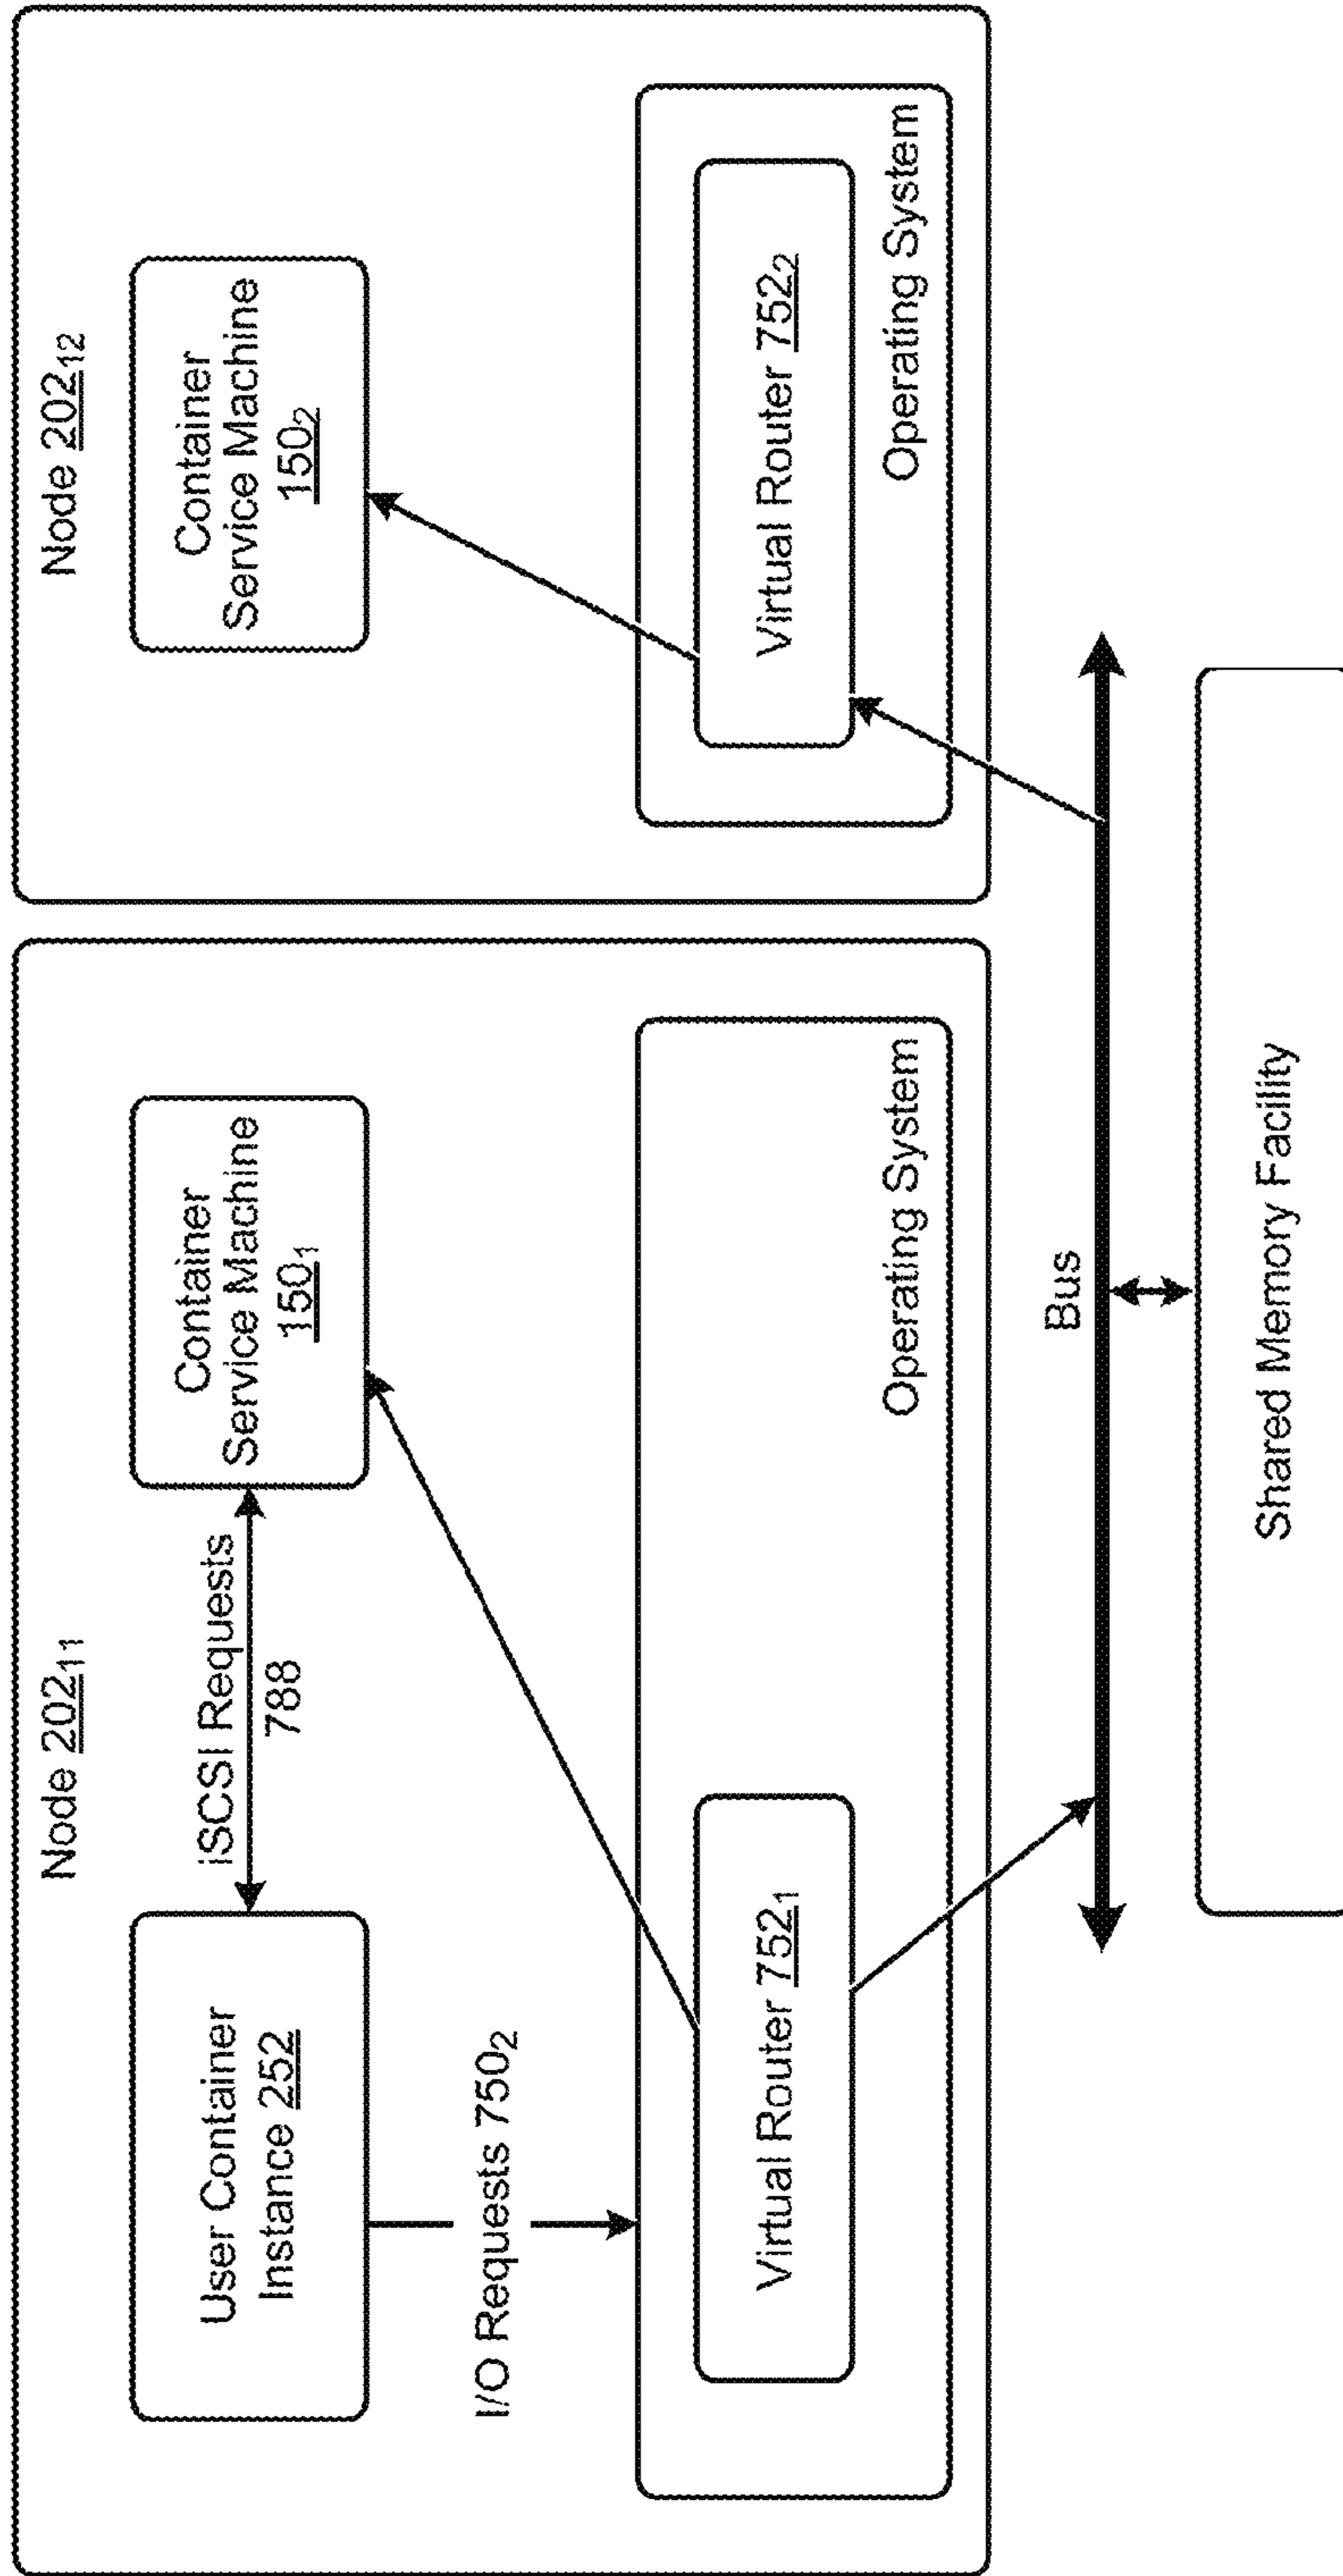 Node 202₁₁
User Container
Instance 252
iSCSI Requests
788
Container
Service Machine
150₁
I/O Requests 750₂
Virtual Router 752₁
Operating System
Node 202₁₂
Container
Service Machine
150₂
Virtual Router 752₂
Operating System
Bus
Shared Memory Facility